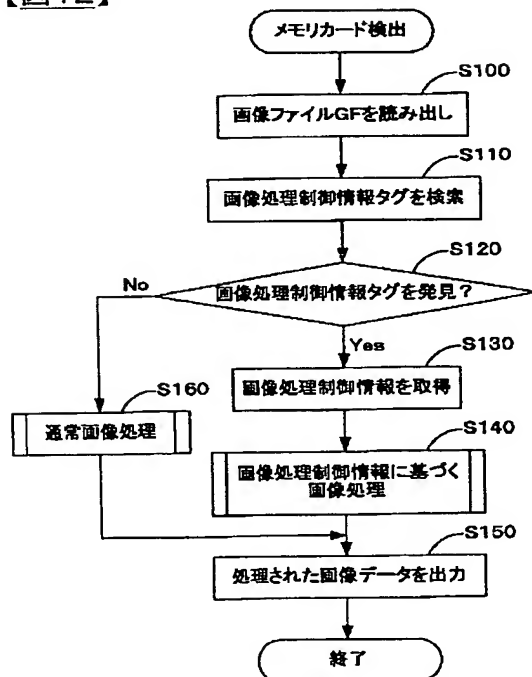 メモリカード検出
S100
画像ファイルGFを読み出し
S110
画像処理制御情報タグを検索
S120
画像処理制御情報タグを発見？
No
Yes
S130
画像処理制御情報を取得
S160
通常画像処理
S140
画像処理制御情報に基づく
画像処理
S150
処理された画像データを出力
終了